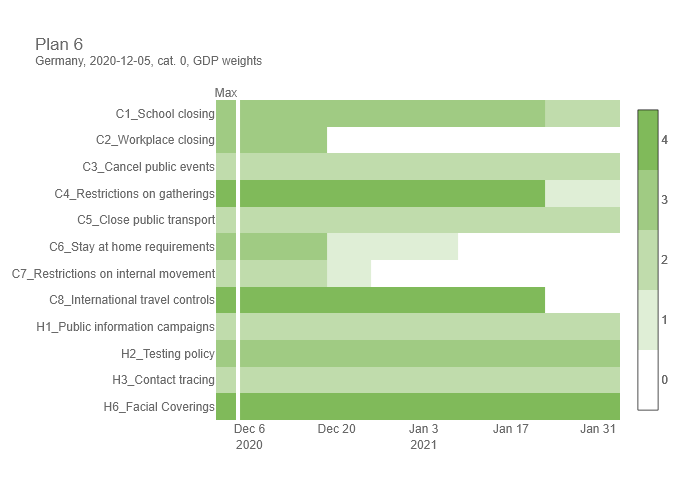 Plan 6
Germany, 2020-12-05, cat. 0, GDP weights
Max
C1_School closing
C2_Workplace closing
C3_Cancel public events
C4_Restrictions on gatherings
C5_Close public transport
C6_Stay at home requirements
C7_Restrictions on internal movement
C8_International travel controls
H1_Public information campaigns
H2_Testing policy
H3_Contact tracing
H6_Facial Coverings
Dec 6 Dec 20 Jan 3 Jan 17 Jan 31
2020 2021
4
3
2
1
0